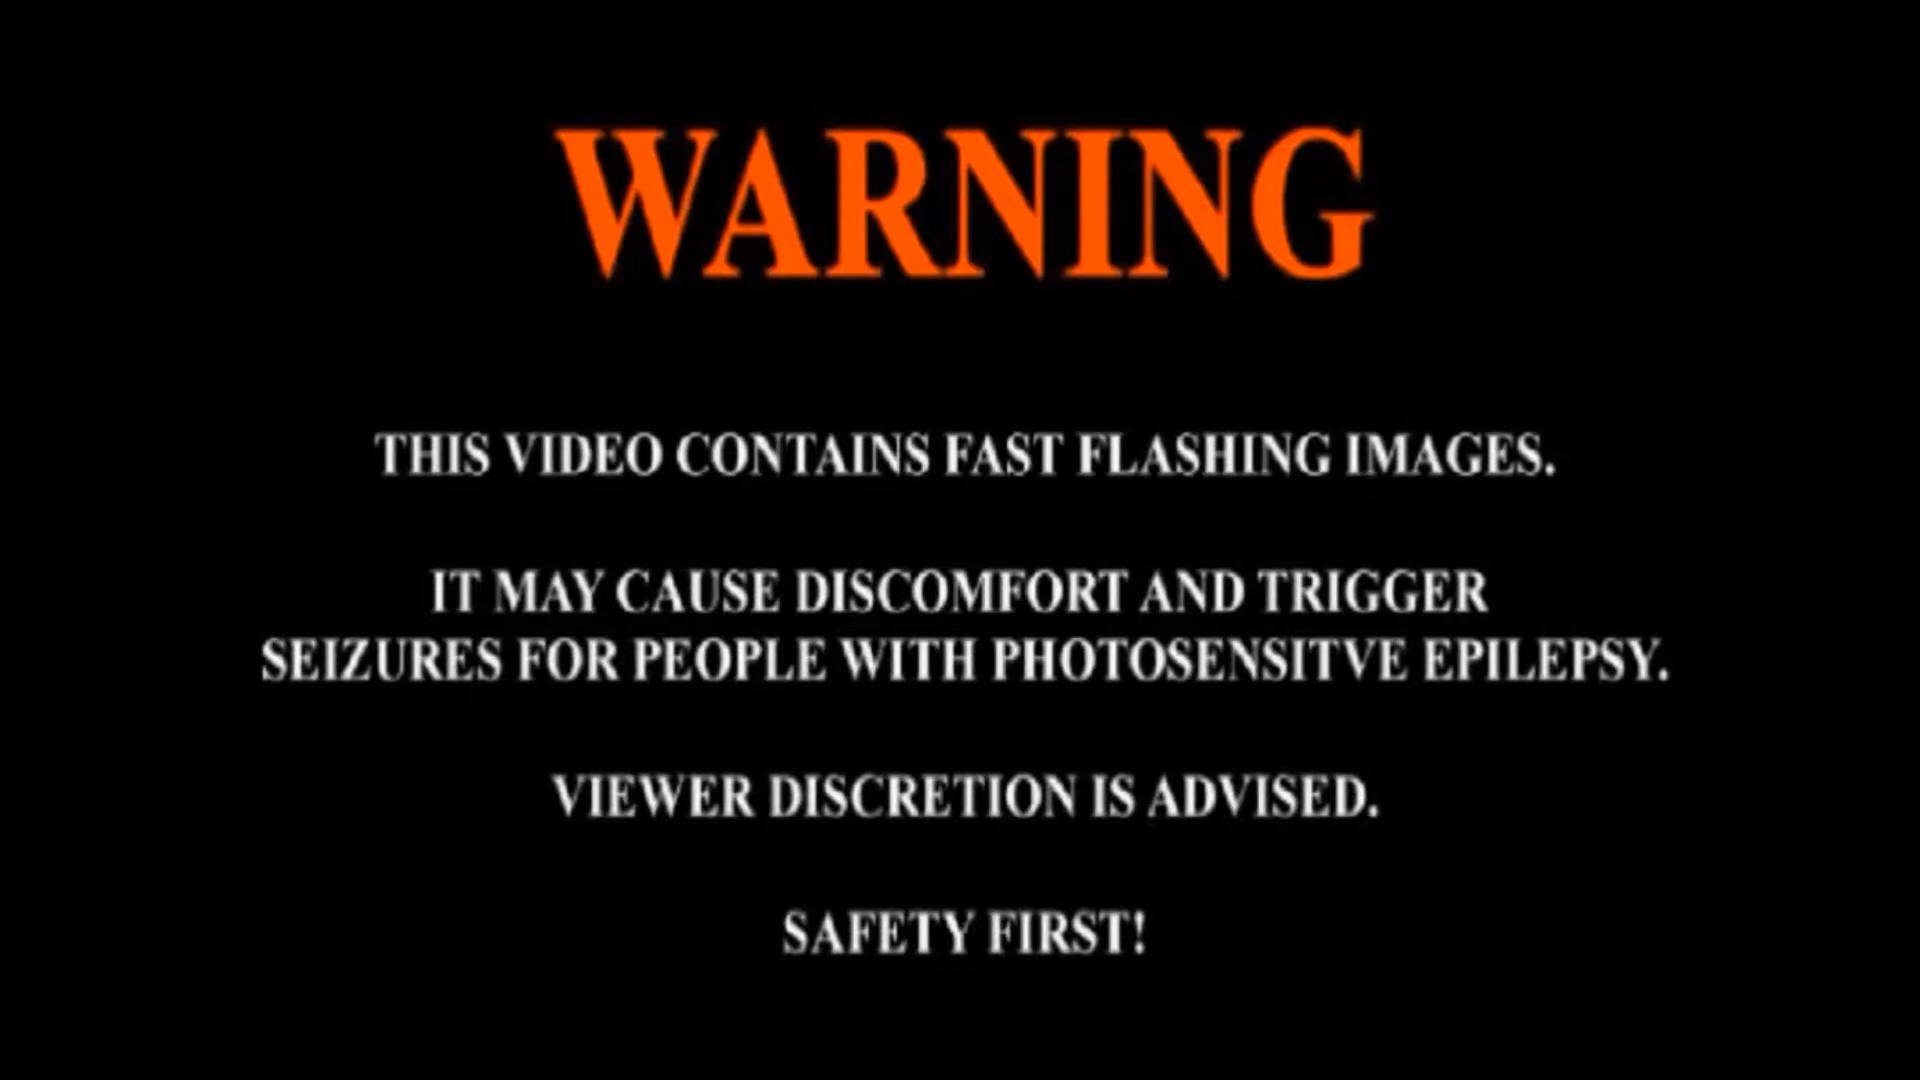 WARNING
THIS VIDEO CONTAINS FAST FLASHING IMAGES.
IT MAY CAUSE DISCOMFORT AND TRIGGER
SEIZURES FOR PEOPLE WITH PHOTOSENSITVE EPILEPSY.
VIEWER DISCRETION IS ADVISED.
SAFETY FIRST!